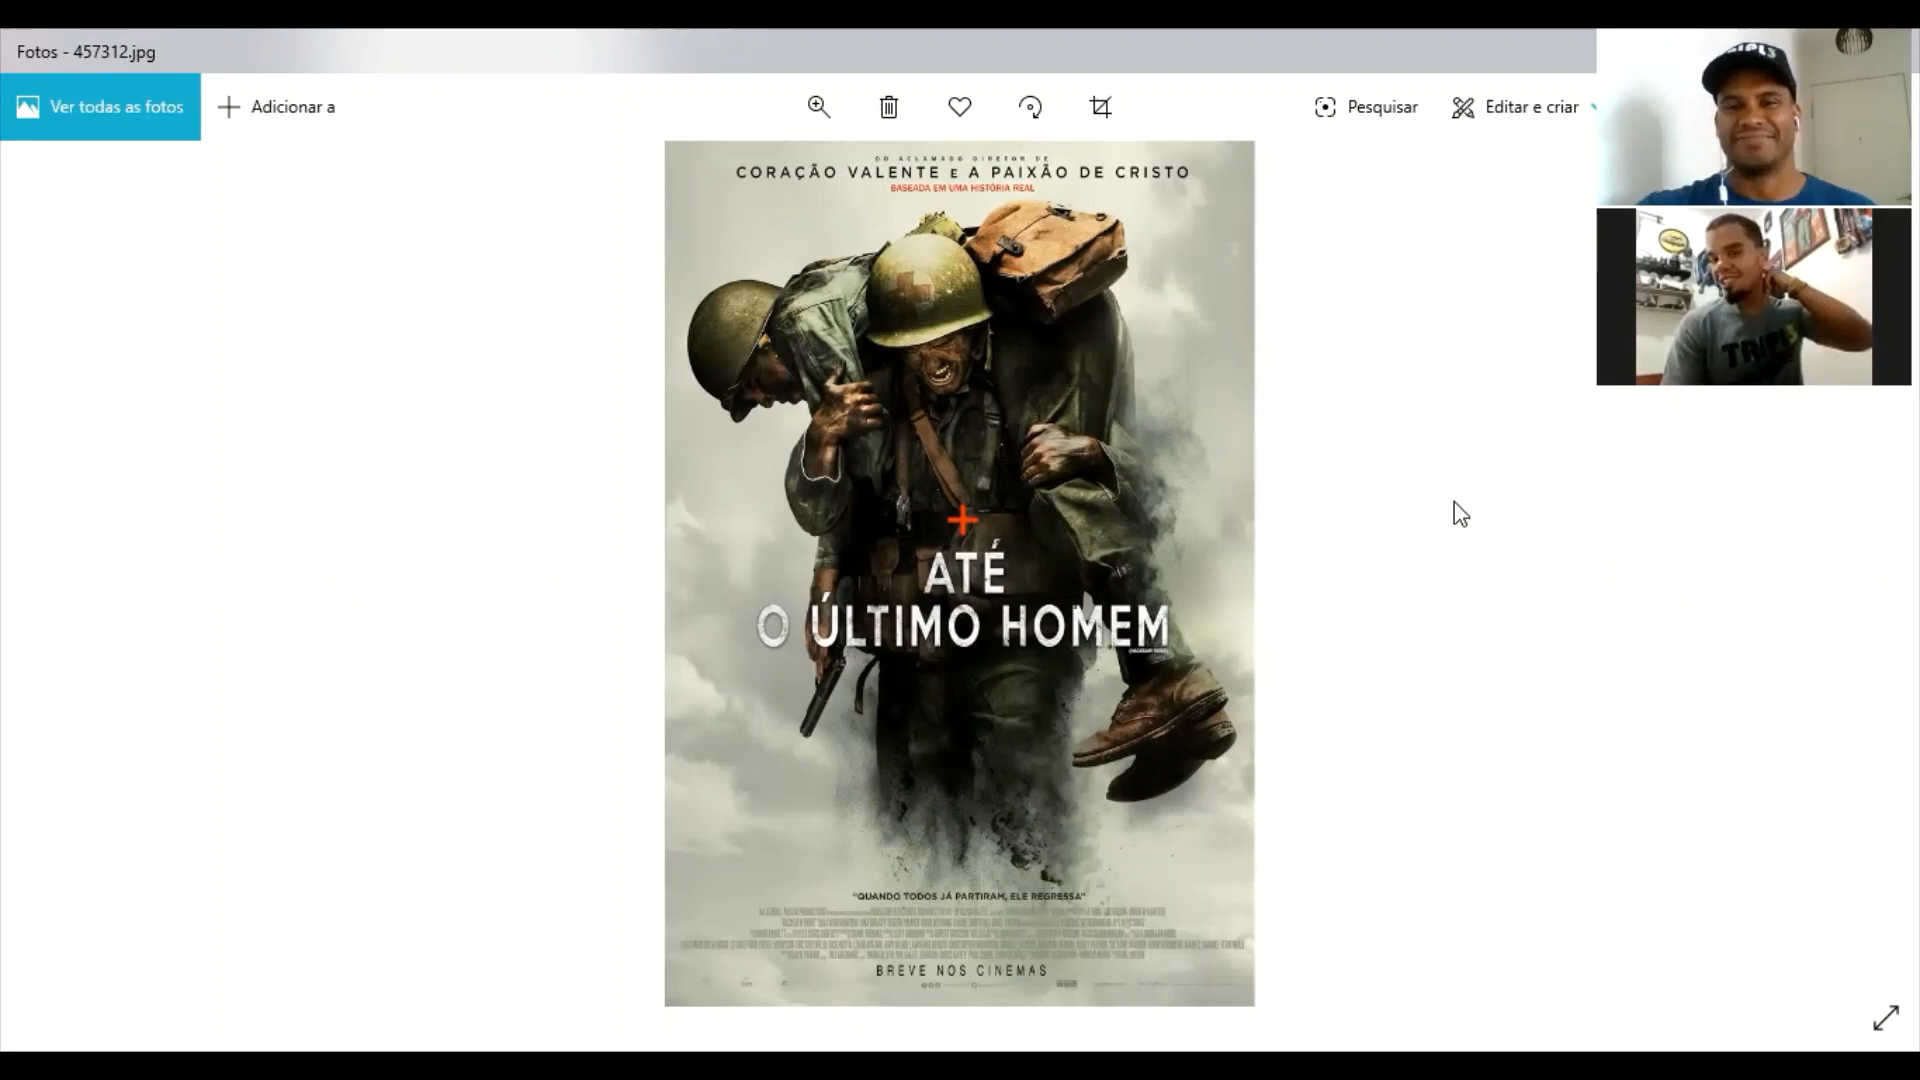 Fotos - 457312.jpg
Ver todas as fotos
Adicionar a
Pesquisar
Editar e criar
DO ACLAMADO DIRETOR DE
CORAÇÃO VALENTE E A PAIXÃO DE CRISTO
BASEADA EM UMA HISTÓRIA REAL
ATÉ
O ÚLTIMO HOMEM
"QUANDO TODOS JÁ PARTIRAM, ELE REGRESSA"
BREVE NOS CINEMAS